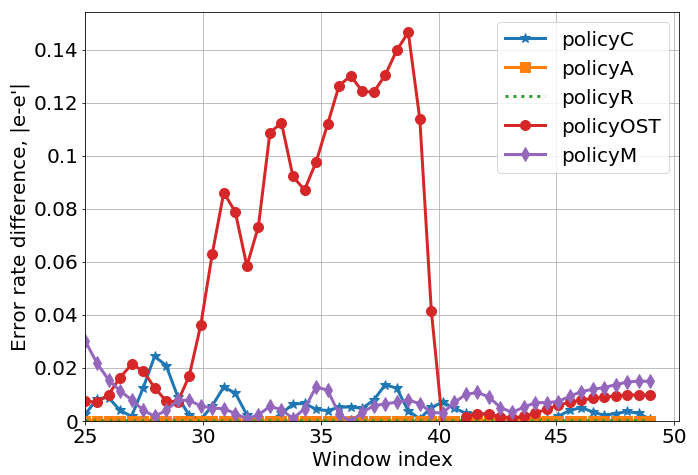 0.14
0.12
0.1
0.08
0.06
0.04
0.02
0
Error rate difference, |e-e'|
25
30
35
40
45
50
Window index
policyC
policyA
policyR
policyOST
policyM